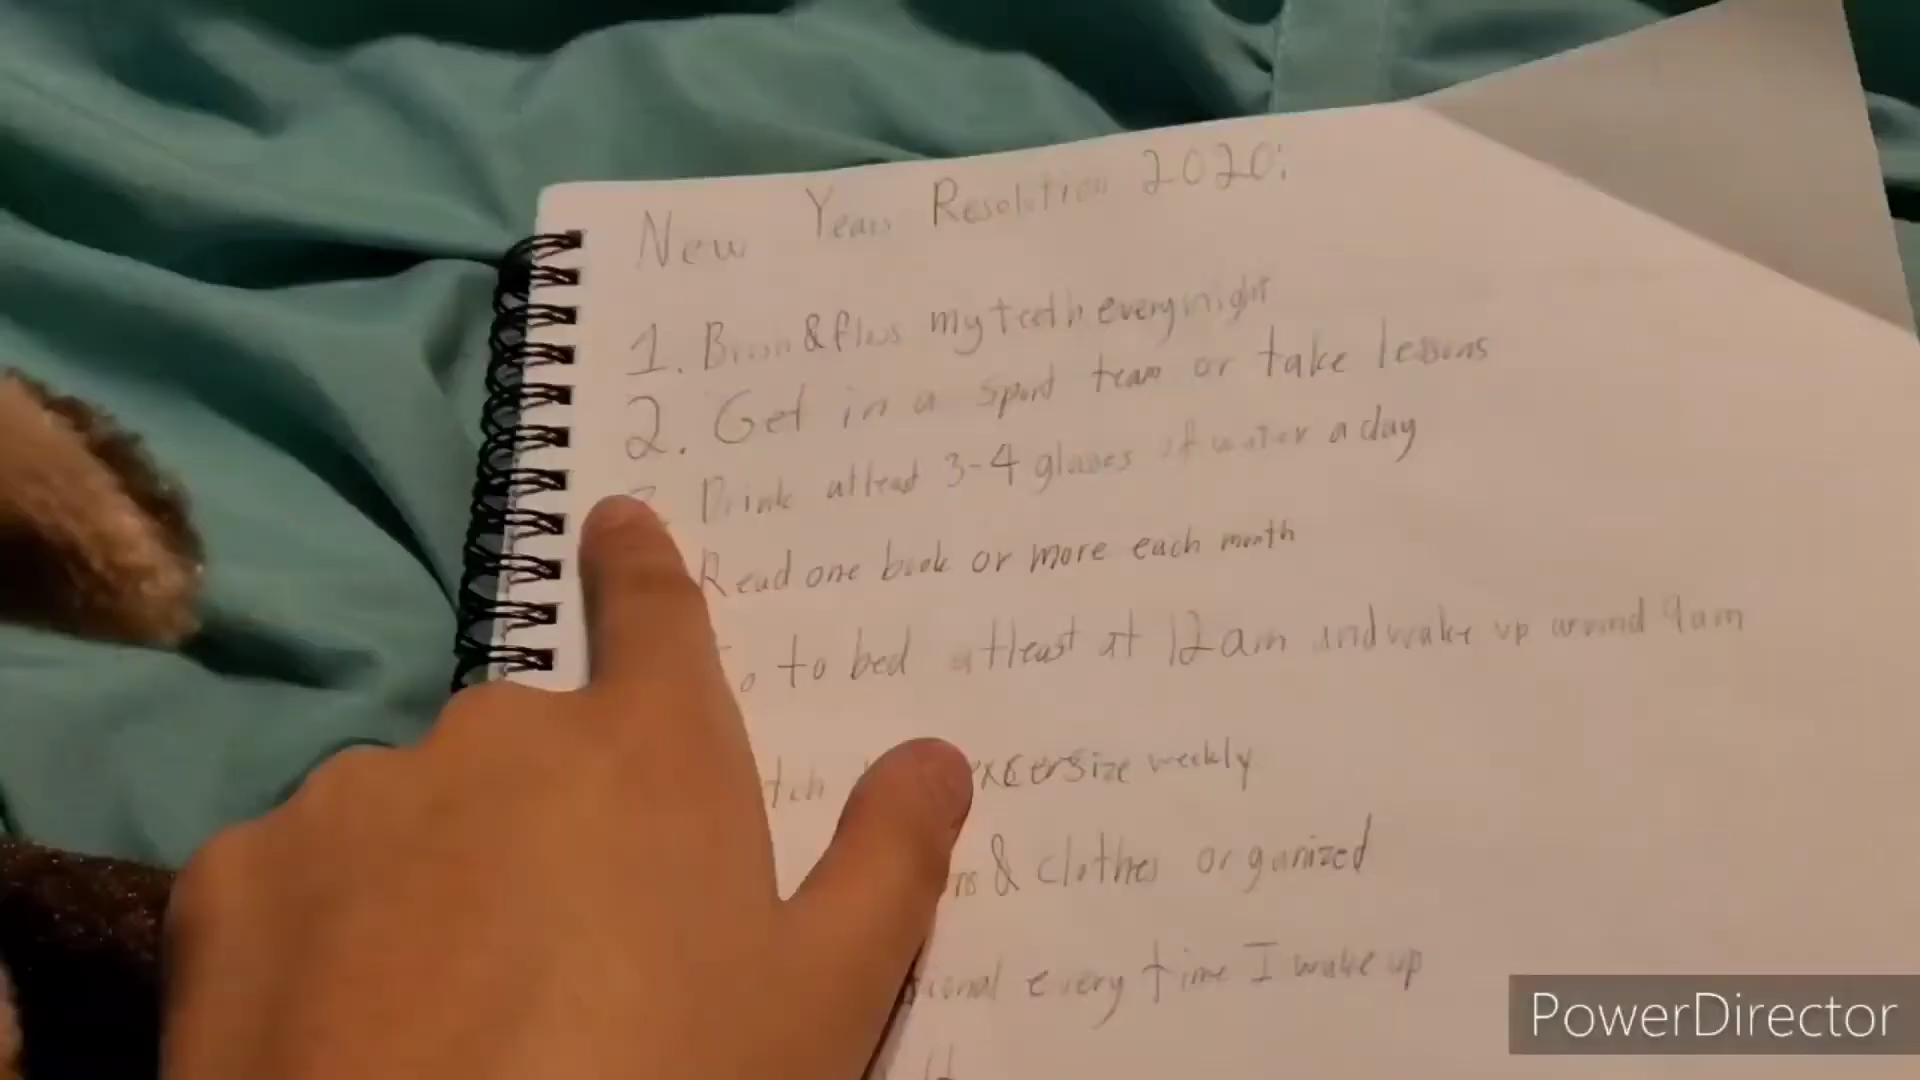 New Years Resolution 2020:
1. Brush & floss my teeth every night
2. Get in a sport team or take lessons
Drink atleast 3-4 glasses of water a day
Read one book or more each month
to bed atleast at 12am and wake up around 9am
excersize weekly
& clothes organized
every time I wake up
PowerDirector